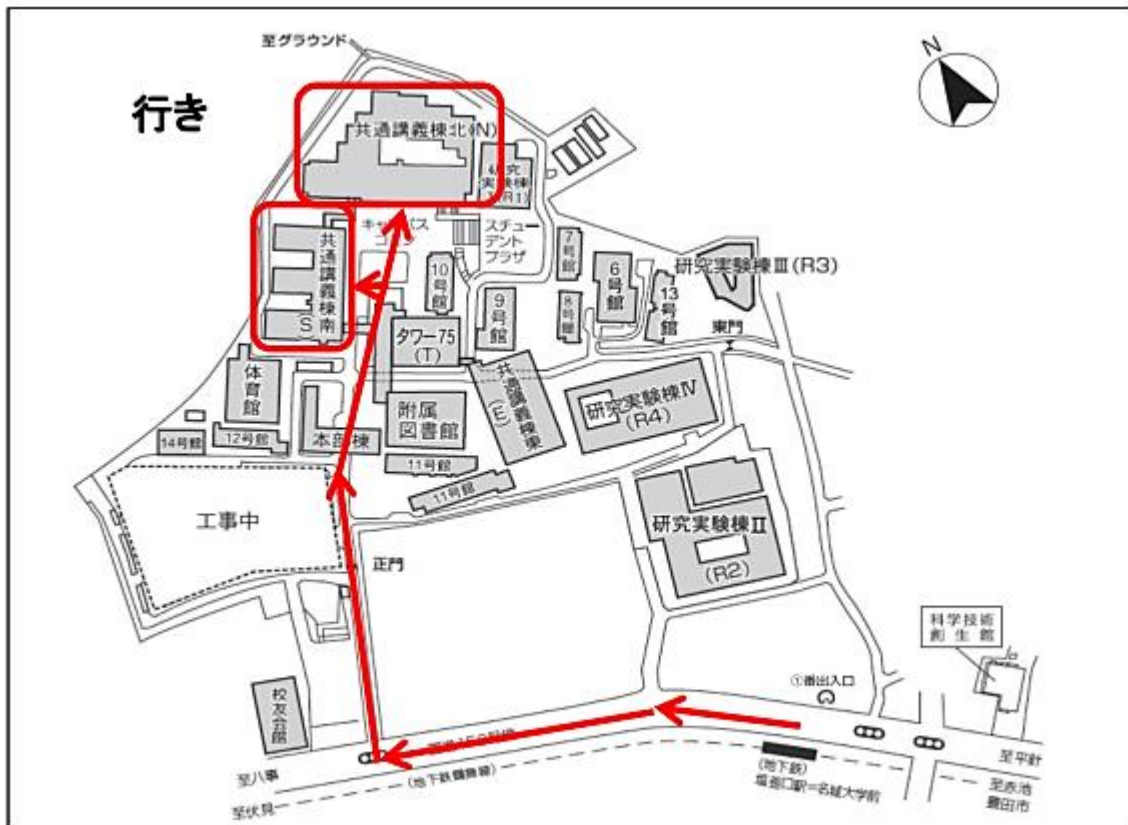 至グラウンド
N
行き
共通講義棟北(N)
研究
実験棟
スチュー
デント
プラザ
共通講義棟南
(S)
10号館
7号館
6号館
研究実験棟Ⅲ(R3)
13号館
9号館
8号館
東門
タワー75
(T)
体育館
共通講義棟東
(E)
研究実験棟Ⅳ
(R4)
附属
図書館
14号館
12号館
本部棟
11号館
11号館
工事中
研究実験棟Ⅱ
(R2)
正門
科学技術
創生館
①番出入口
校友会館
至八事
(地下鉄鶴舞線)
至伏見
(地下鉄)
塩釜口駅=名城大学前
至平針
至赤池
豊田市